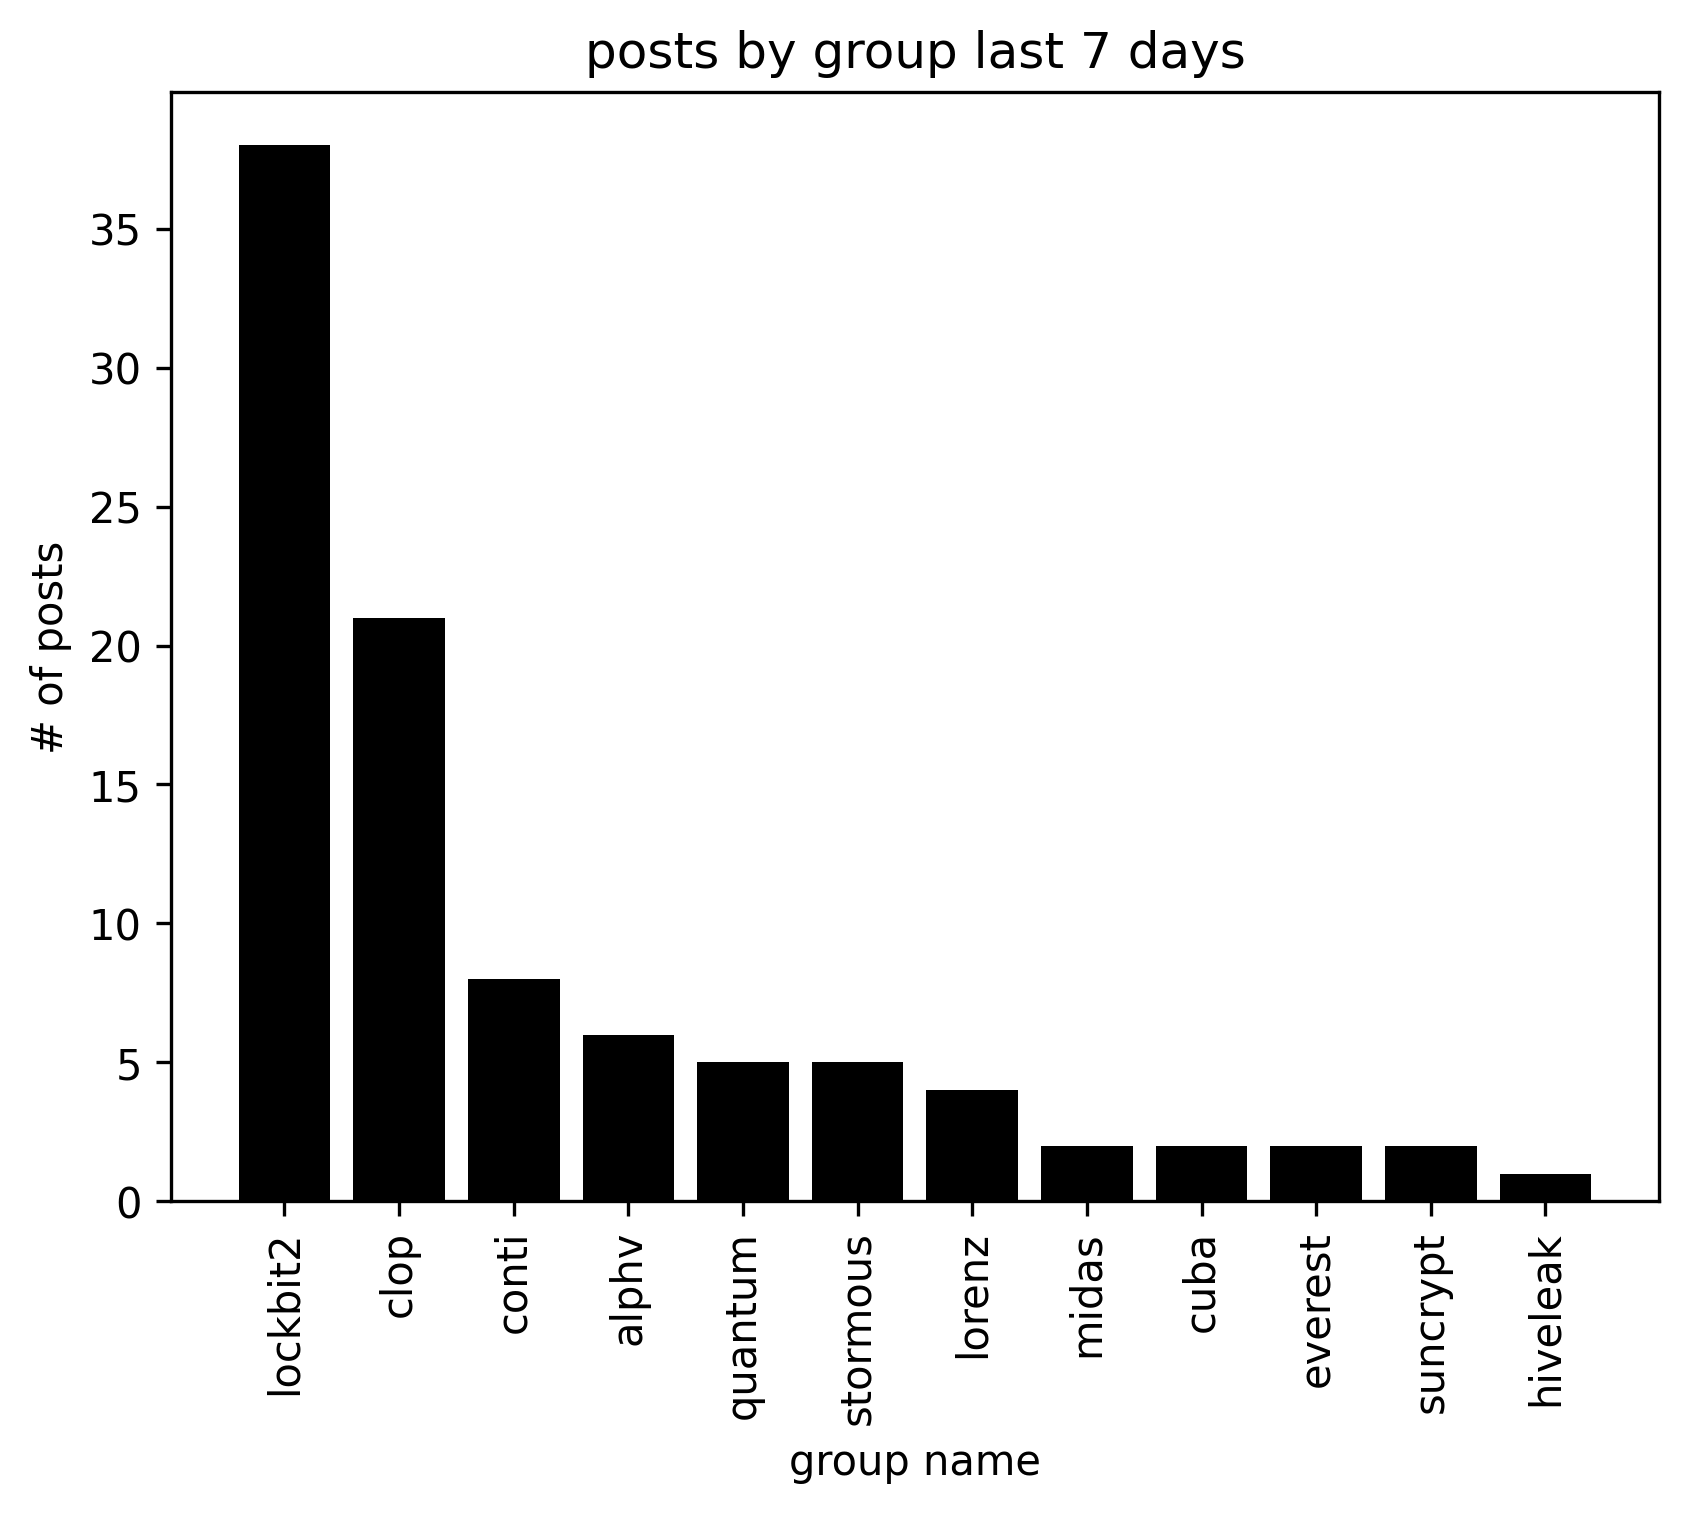 posts by group last 7 days
# of posts
35
30
25
20
15
10
5
0
lockbit2
clop
conti
alphv
quantum
stormous
lorenz
midas
cuba
everest
suncrypt
hiveleak
group name